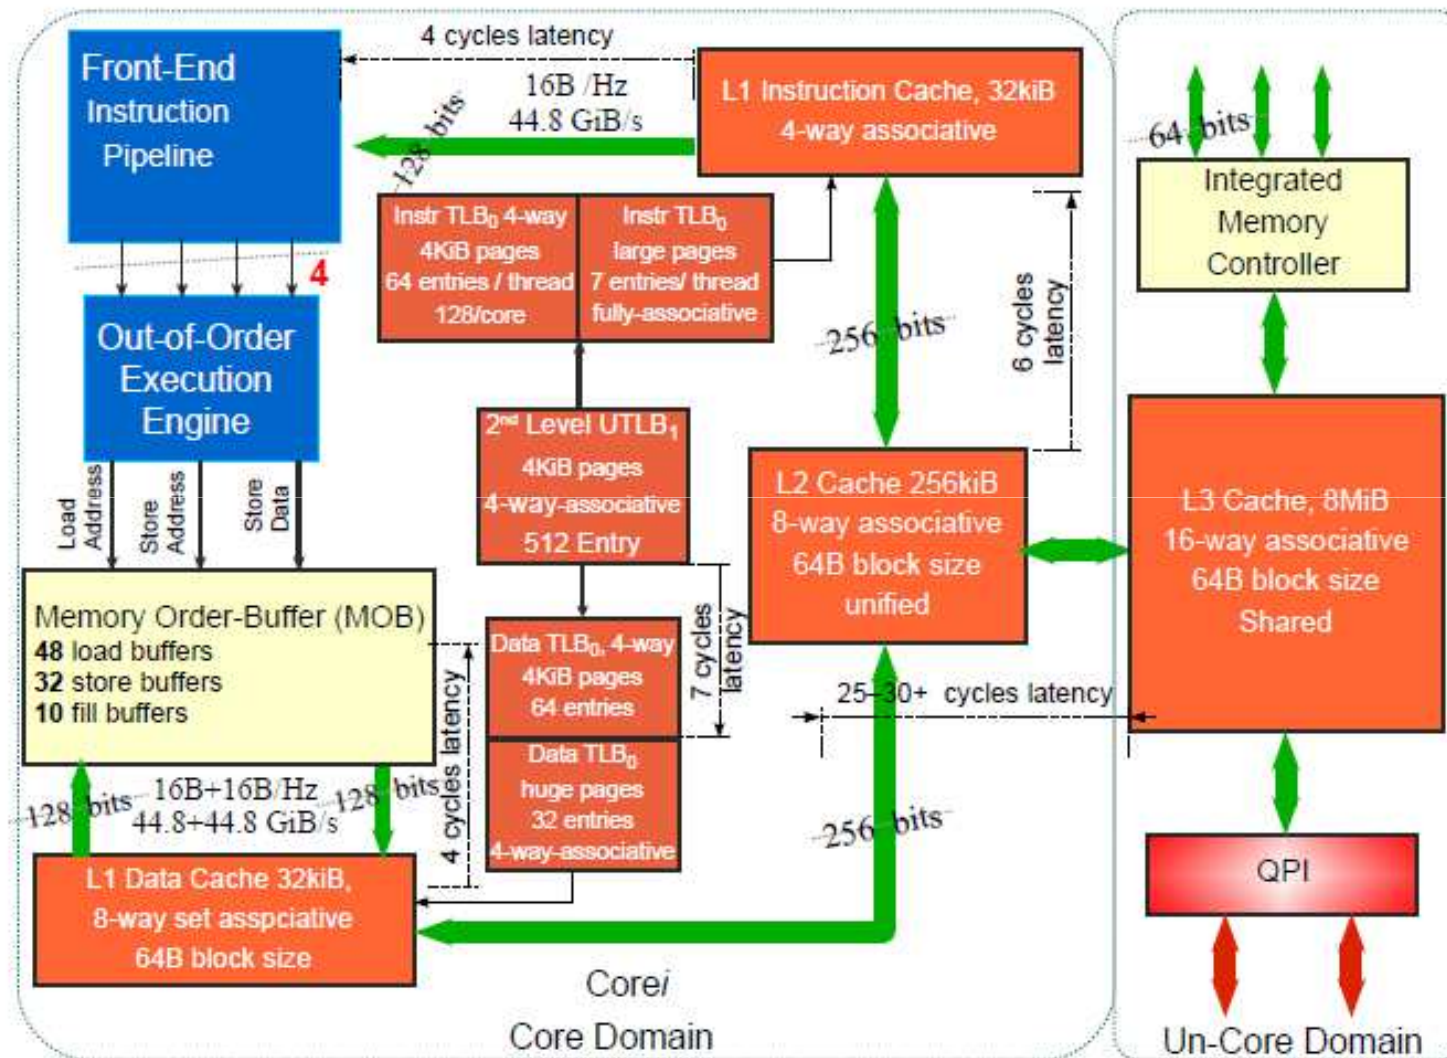 Front-End
Instruction
Pipeline
4 cycles latency
16B /Hz
44.8 GiB/s
128 bits
L1 Instruction Cache, 32kiB
4-way associative
64 bits
Integrated
Memory
Controller
Instr TLB0 4-way
4KiB pages
64 entries / thread
128/core
Instr TLB0
large pages
7 entries/ thread
fully-associative
4
256 bits
6 cycles
latency
Out-of-Order
Execution
Engine
Load
Address
Store
Address
Store
Data
2nd Level UTLB1
4KiB pages
4-way-associative
512 Entry
L2 Cache 256kiB
8-way associative
64B block size
unified
L3 Cache, 8MiB
16-way associative
64B block size
Shared
Memory Order-Buffer (MOB)
48 load buffers
32 store buffers
10 fill buffers
4 cycles latency
Data TLB0, 4-way
4KiB pages
64 entries
7 cycles
latency
25-30+ cycles latency
Data TLB0
huge pages
32 entries
4-way-associative
128 bits
16B+16B/Hz
44.8+44.8 GiB/s
128 bits
256 bits
L1 Data Cache 32kiB,
8-way set asspciative
64B block size
QPI
Corei
Core Domain
Un-Core Domain